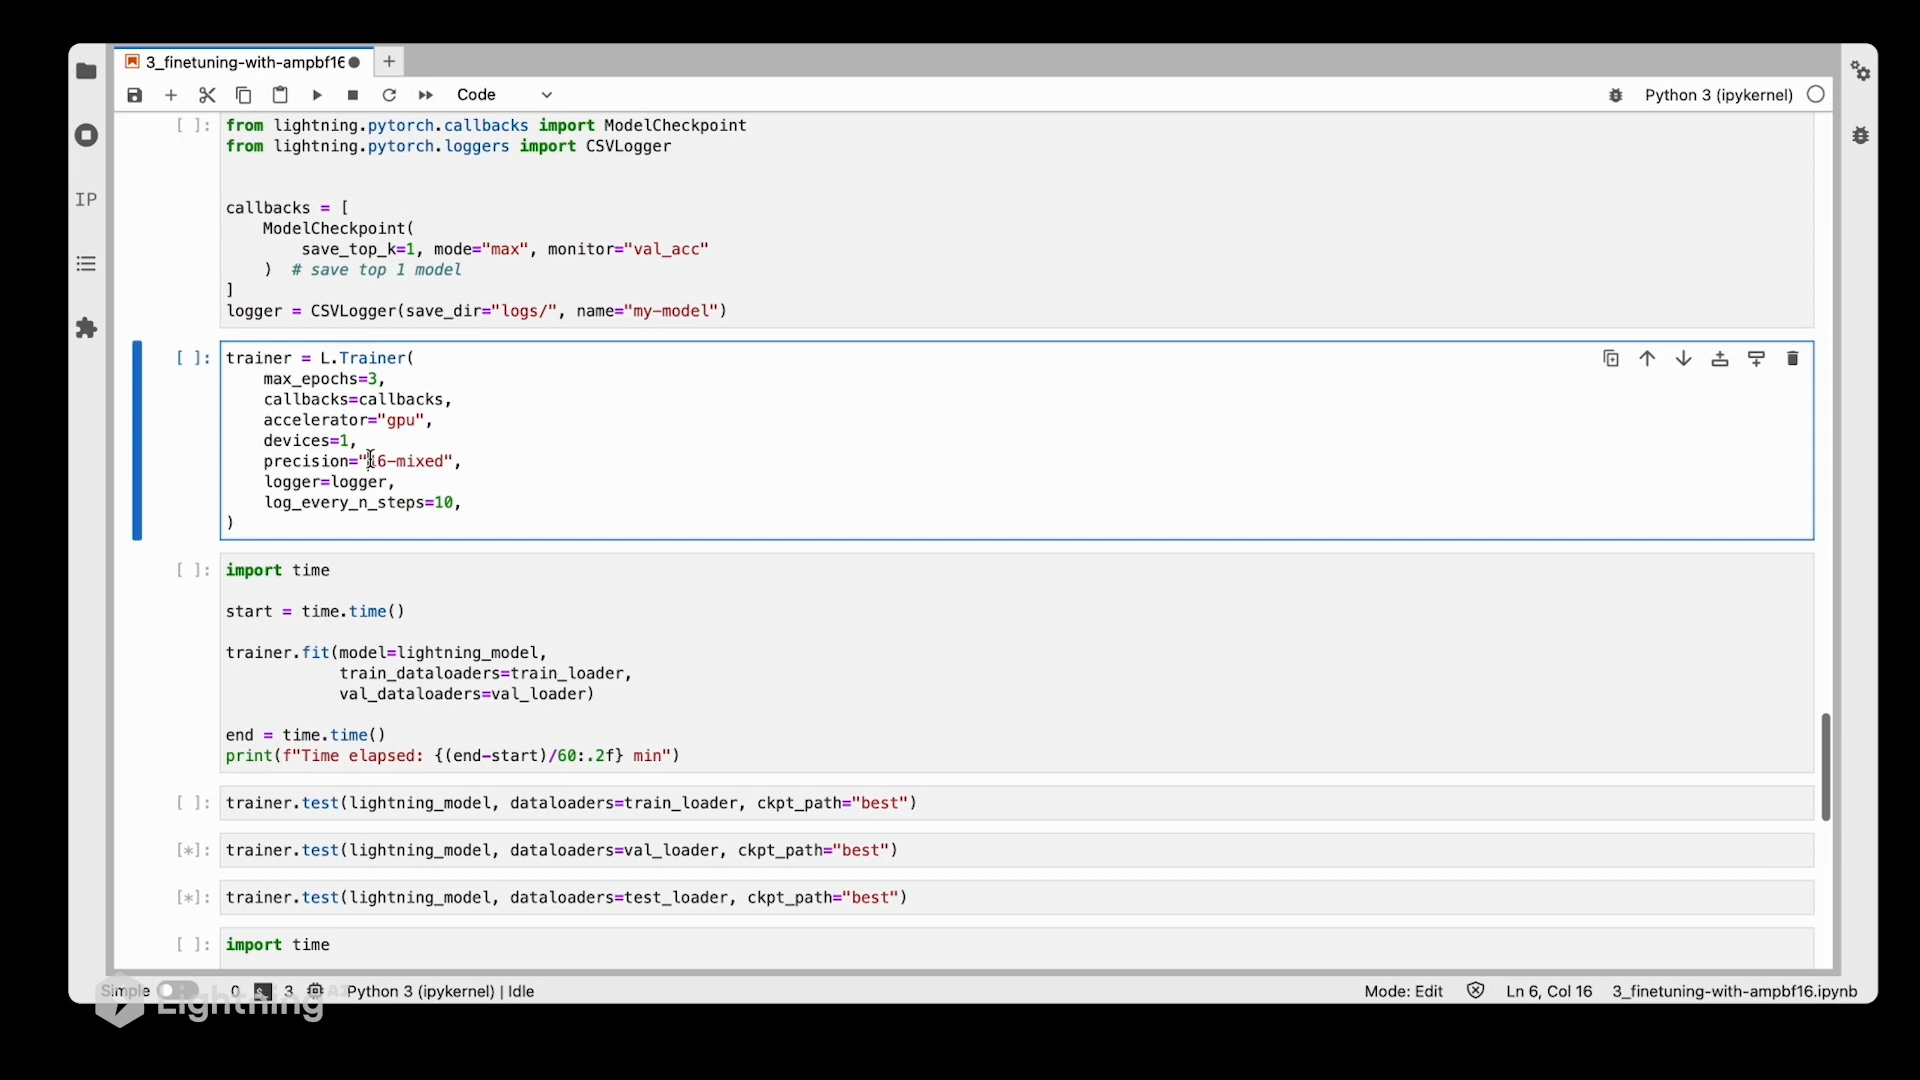 3_finetuning-with-ampbf16
Code
Python 3 (ipykernel)
IP
[ ]:
from lightning.pytorch.callbacks import ModelCheckpoint
from lightning.pytorch.loggers import CSVLogger
callbacks = [
ModelCheckpoint(
save_top_k=1, mode="max", monitor="val_acc"
) # save top 1 model
]
logger = CSVLogger(save_dir="logs/", name="my-model")
[ ]:
trainer = L.Trainer(
max_epochs=3,
callbacks=callbacks,
accelerator="gpu",
devices=1,
precision="16-mixed",
logger=logger,
log_every_n_steps=10,
)
[ ]:
import time
start = time.time()
trainer.fit(model=lightning_model,
train_dataloaders=train_loader,
val_dataloaders=val_loader)
end = time.time()
print(f"Time elapsed: {(end-start)/60:.2f} min")
[ ]:
trainer.test(lightning_model, dataloaders=train_loader, ckpt_path="best")
[*]:
trainer.test(lightning_model, dataloaders=val_loader, ckpt_path="best")
[*]:
trainer.test(lightning_model, dataloaders=test_loader, ckpt_path="best")
[ ]:
import time
Simple 0 3 Python 3 (ipykernel) | Idle Mode: Edit Ln 6, Col 16 3_finetuning-with-ampbf16.ipynb
Lightning AI